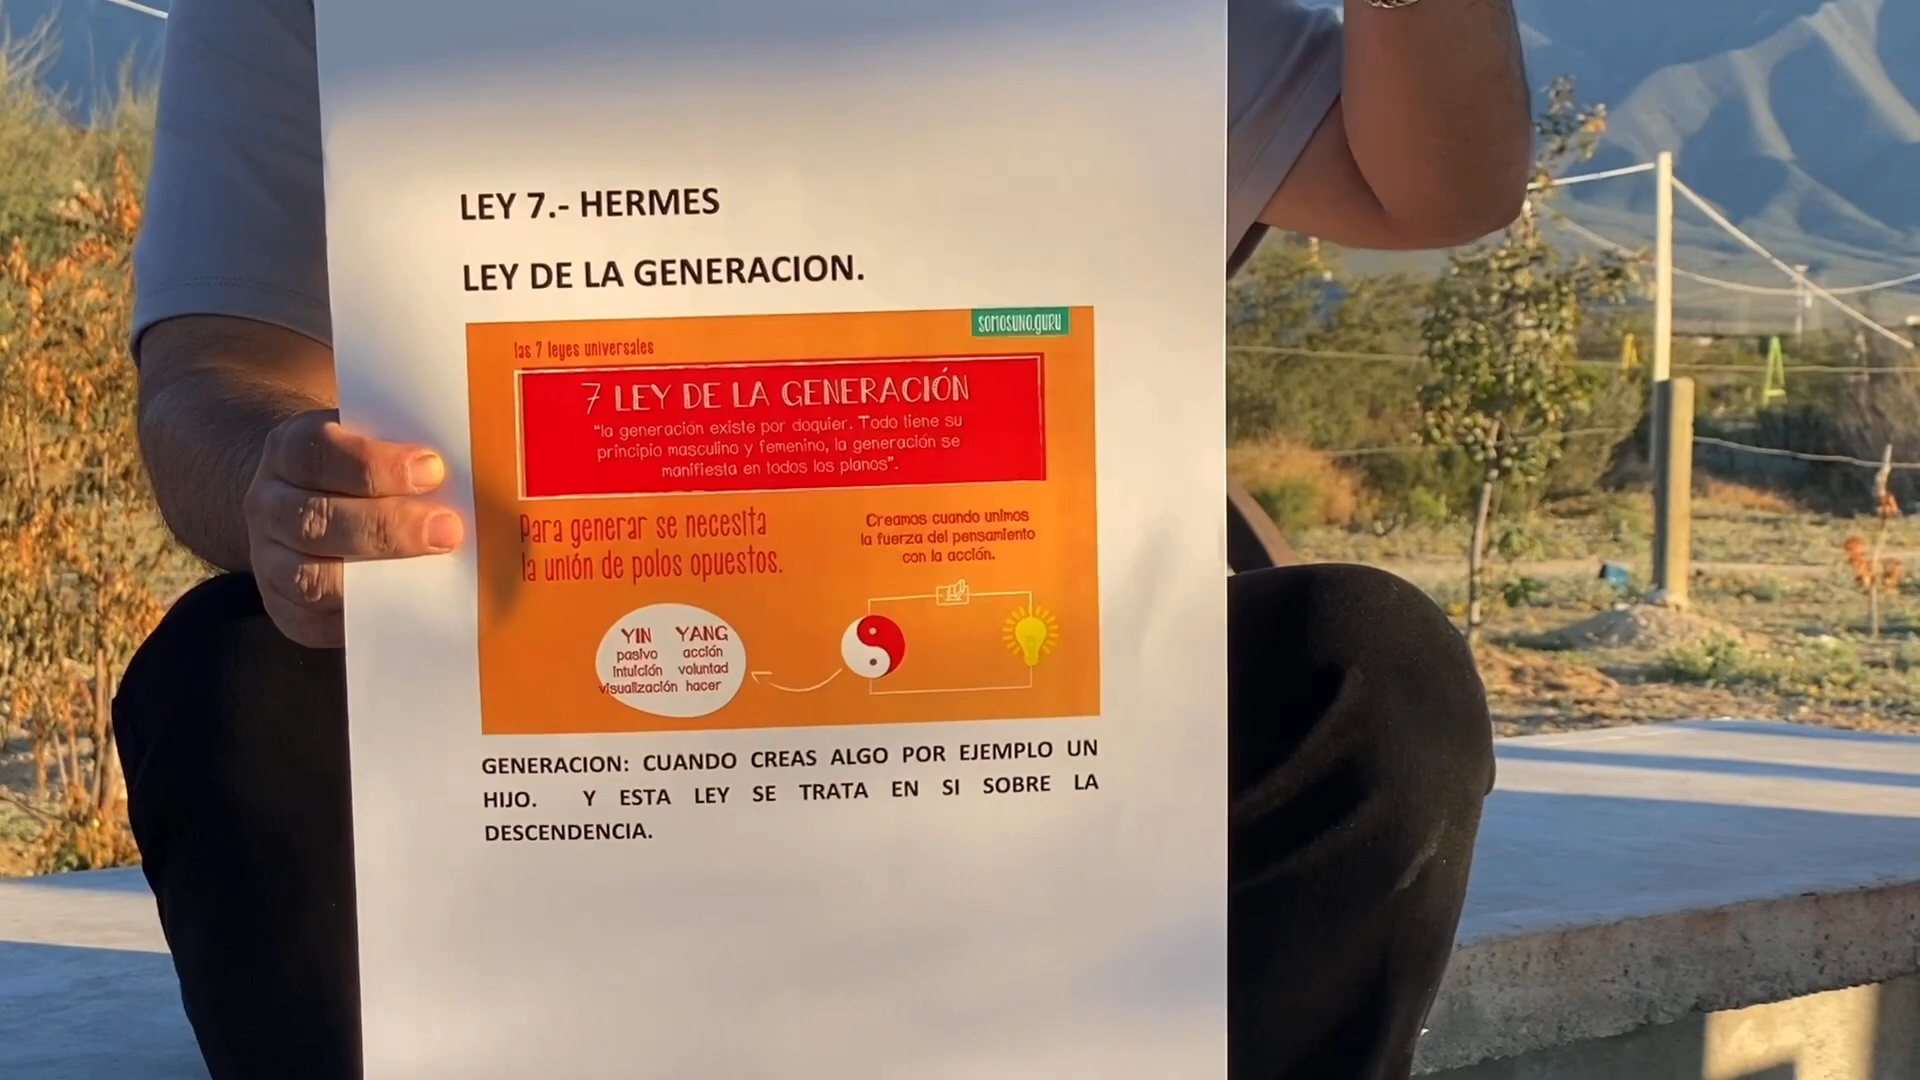 LEY 7.- HERMES
LEY DE LA GENERACION.
SOMOSUNO.GURU
las 7 leyes universales
7 LEY DE LA GENERACIÓN
"la generación existe por doquier. Todo tiene su
principio masculino y femenino, la generación se
manifiesta en todos los planos".
Para generar se necesita
la unión de polos opuestos.
Creamos cuando unimos
la fuerza del pensamiento
con la acción.
YIN YANG
pasivo acción
intuición voluntad
visualización hacer
GENERACION: CUANDO CREAS ALGO POR EJEMPLO UN
HIJO. Y ESTA LEY SE TRATA EN SI SOBRE LA
DESCENDENCIA.